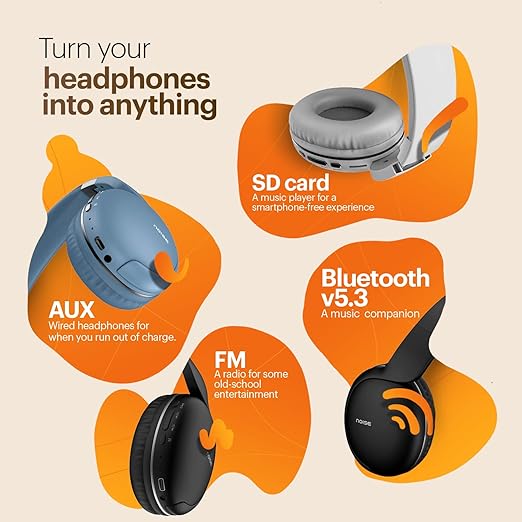 Turn your
headphones
into anything
SD card
A music player for a
smartphone-free experience
noise
AUX
Wired headphones for
when you run out of charge.
Bluetooth
v5.3
A music companion
FM
A radio for some
old-school
entertainment
noise